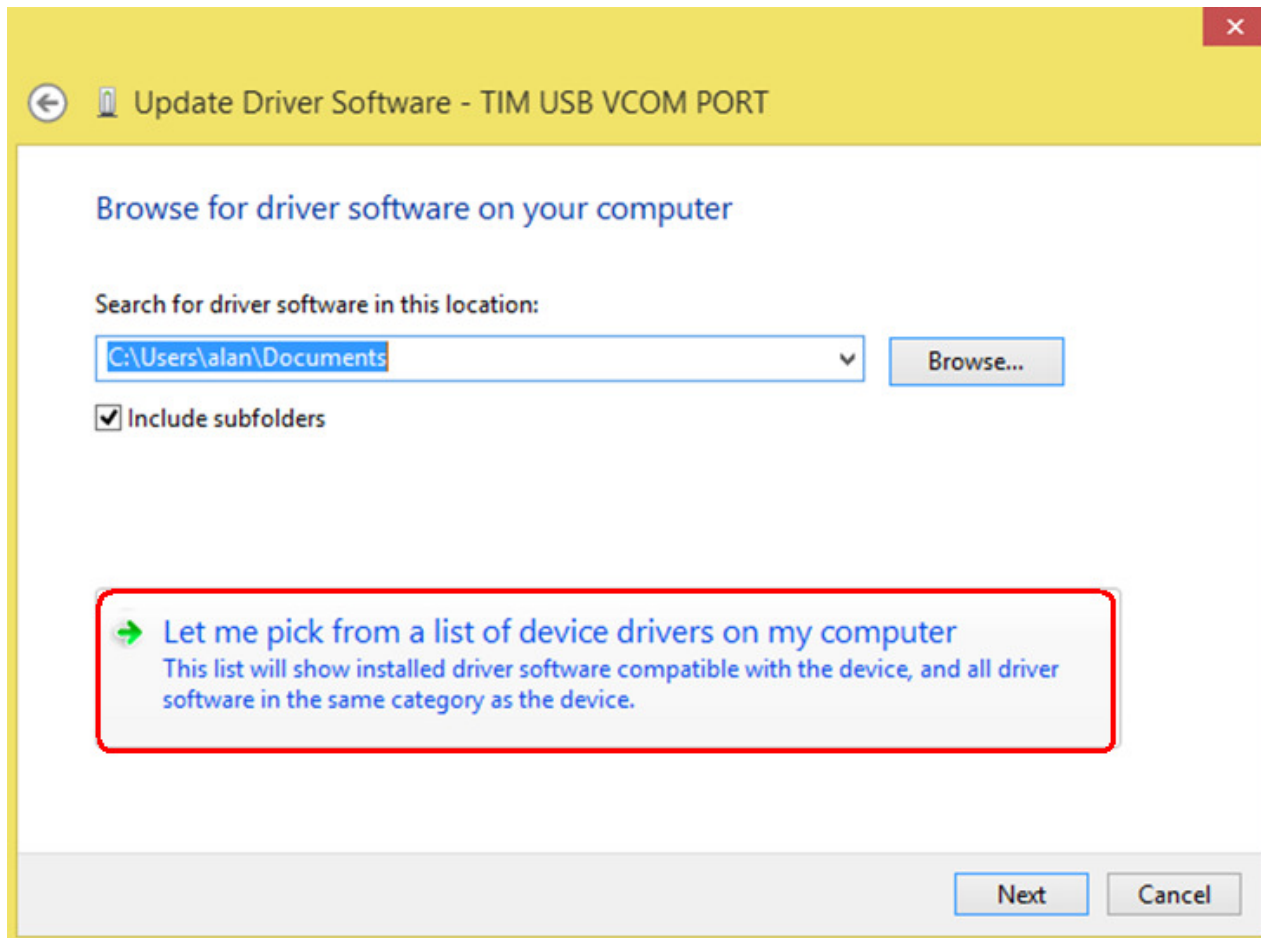 Update Driver Software - TIM USB VCOM PORT
Browse for driver software on your computer
Search for driver software in this location:
C:\Users\alan\Documents
Browse...
Include subfolders
Let me pick from a list of device drivers on my computer
This list will show installed driver software compatible with the device, and all driver
software in the same category as the device.
Next
Cancel